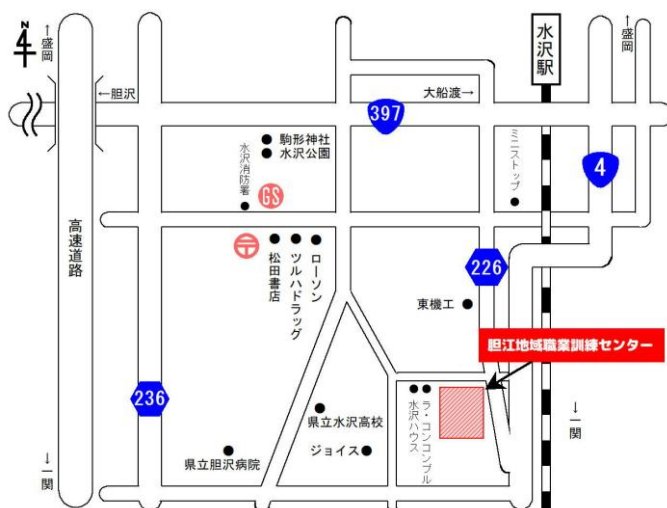 N
↑盛岡
↑盛岡
水沢駅
←胆沢
大船渡→
397
駒形神社
水沢公園
水沢消防署
GS
ミニストップ
4
高速道路
松田書店
ツルハドラッグ
ローソン
226
東機工
胆江地域職業訓練センター
236
県立水沢高校
水沢ハウス
ラ・コンコンブル
県立胆沢病院
ジョイス
↓一関
↓一関